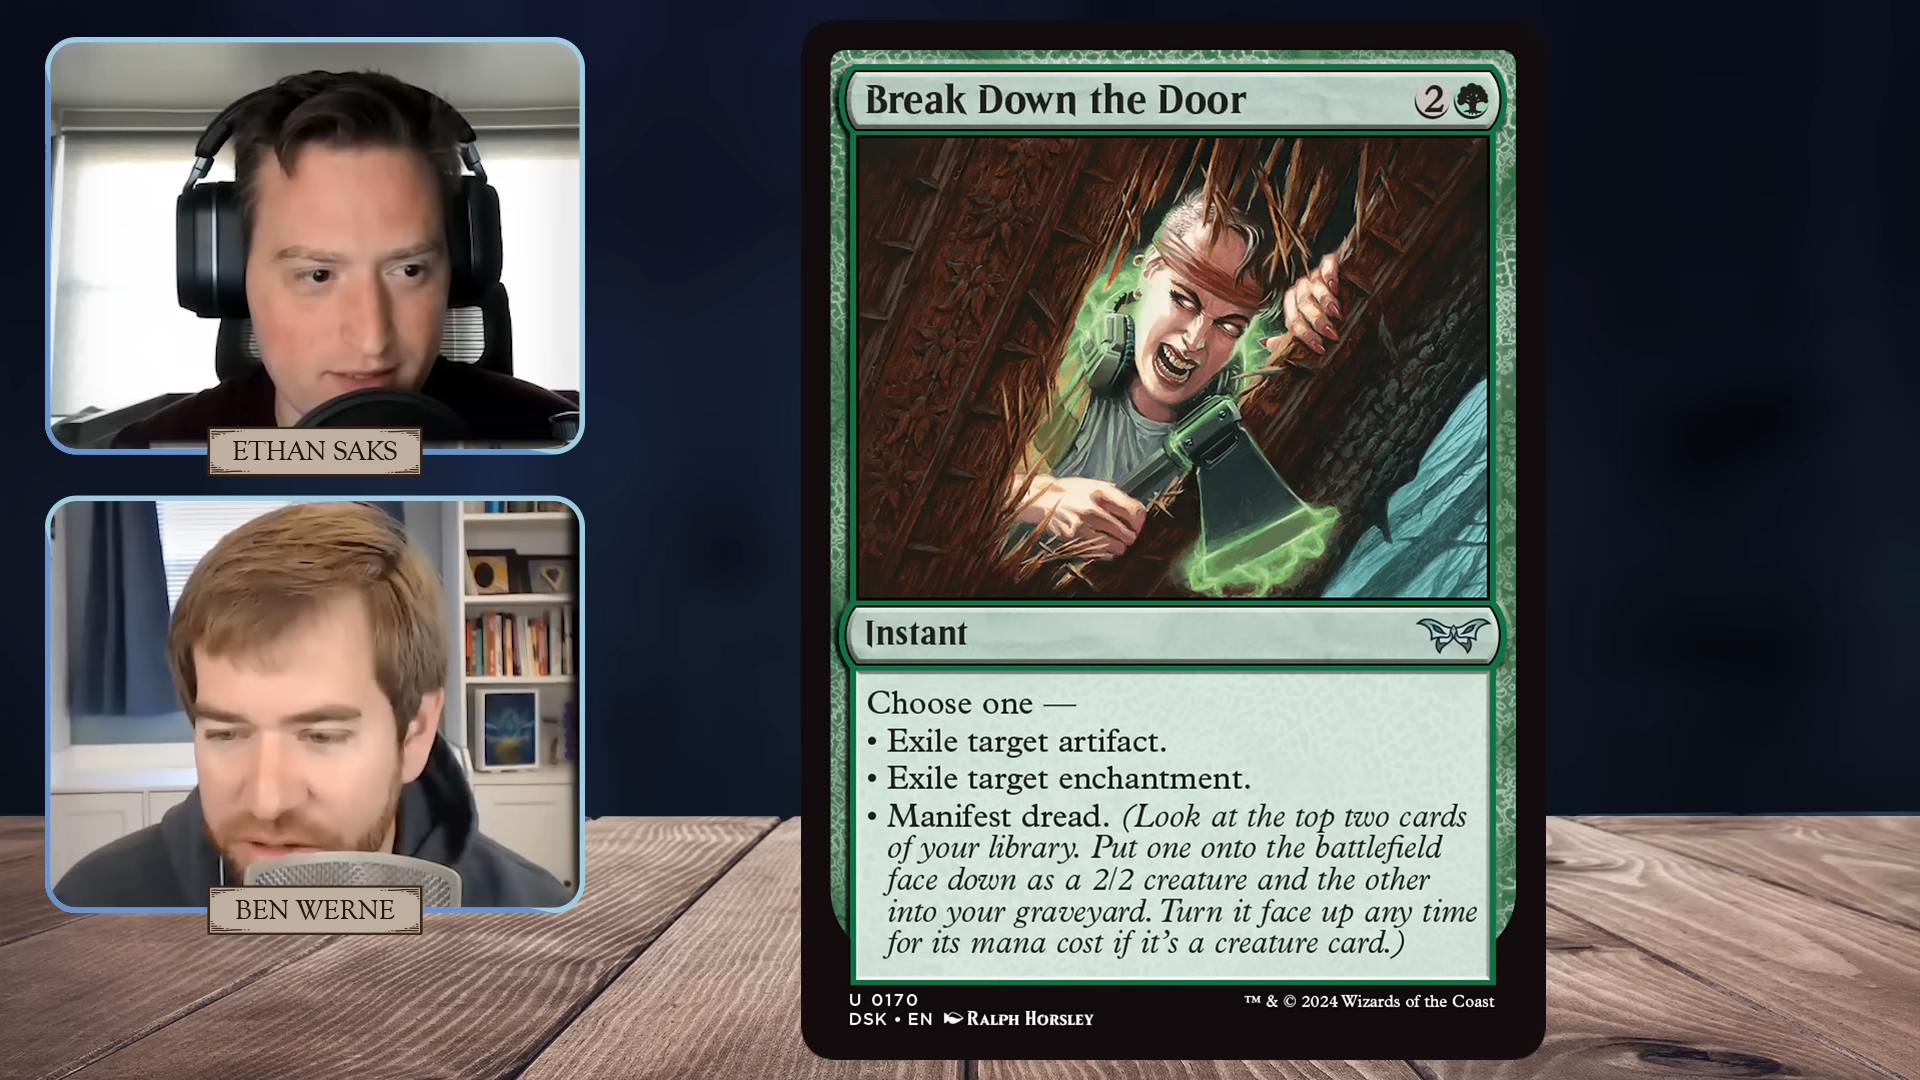 ETHAN SAKS
BEN WERNE
Break Down the Door 2
Instant
Choose one —
• Exile target artifact.
• Exile target enchantment.
• Manifest dread. (Look at the top two cards
of your library. Put one onto the battlefield
face down as a 2/2 creature and the other
into your graveyard. Turn it face up any time
for its mana cost if it's a creature card.)
U 0170
DSK • EN RALPH HORSLEY
™ & © 2024 Wizards of the Coast